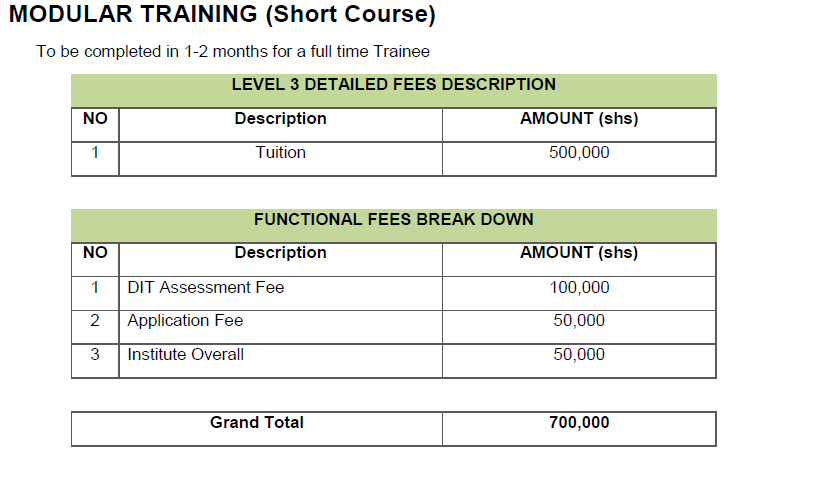 MODULAR TRAINING (Short Course)
To be completed in 1-2 months for a full time Trainee
LEVEL 3 DETAILED FEES DESCRIPTION
NO Description AMOUNT (shs)
1 Tuition 500,000
FUNCTIONAL FEES BREAK DOWN
NO Description AMOUNT (shs)
1 DIT Assessment Fee 100,000
2 Application Fee 50,000
3 Institute Overall 50,000
Grand Total 700,000